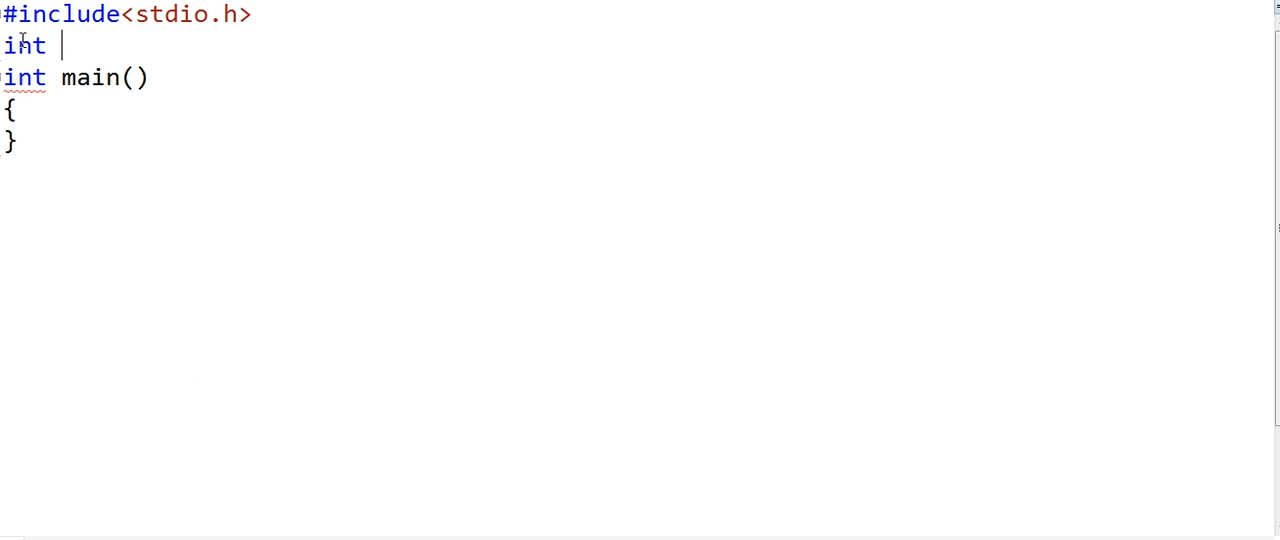 #include<stdio.h>
int
int main()
{
}